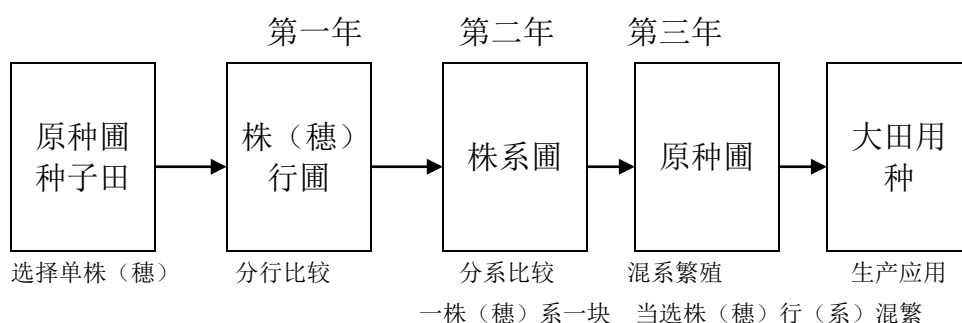 第一年 第二年 第三年
原种圃
种子田
株（穗）
行圃
株系圃
原种圃
大田用
种
选择单株（穗） 分行比较 分系比较 混系繁殖 生产应用
一株（穗）系一块 当选株（穗）行（系）混繁